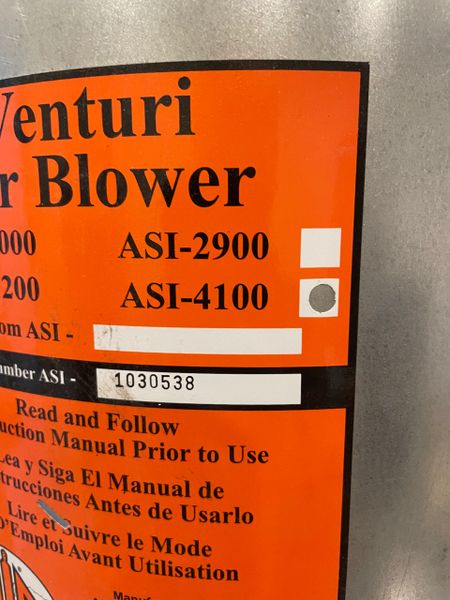 Venturi
r Blower
000 ASI-2900
200 ASI-4100
om ASI -
umber ASI - 1030538
Read and Follow
uction Manual Prior to Use
Lea y Siga El Manual de
strucciones Antes de Usarlo
Lire et Suivre le Mode
D'Emploi Avant Utilisation